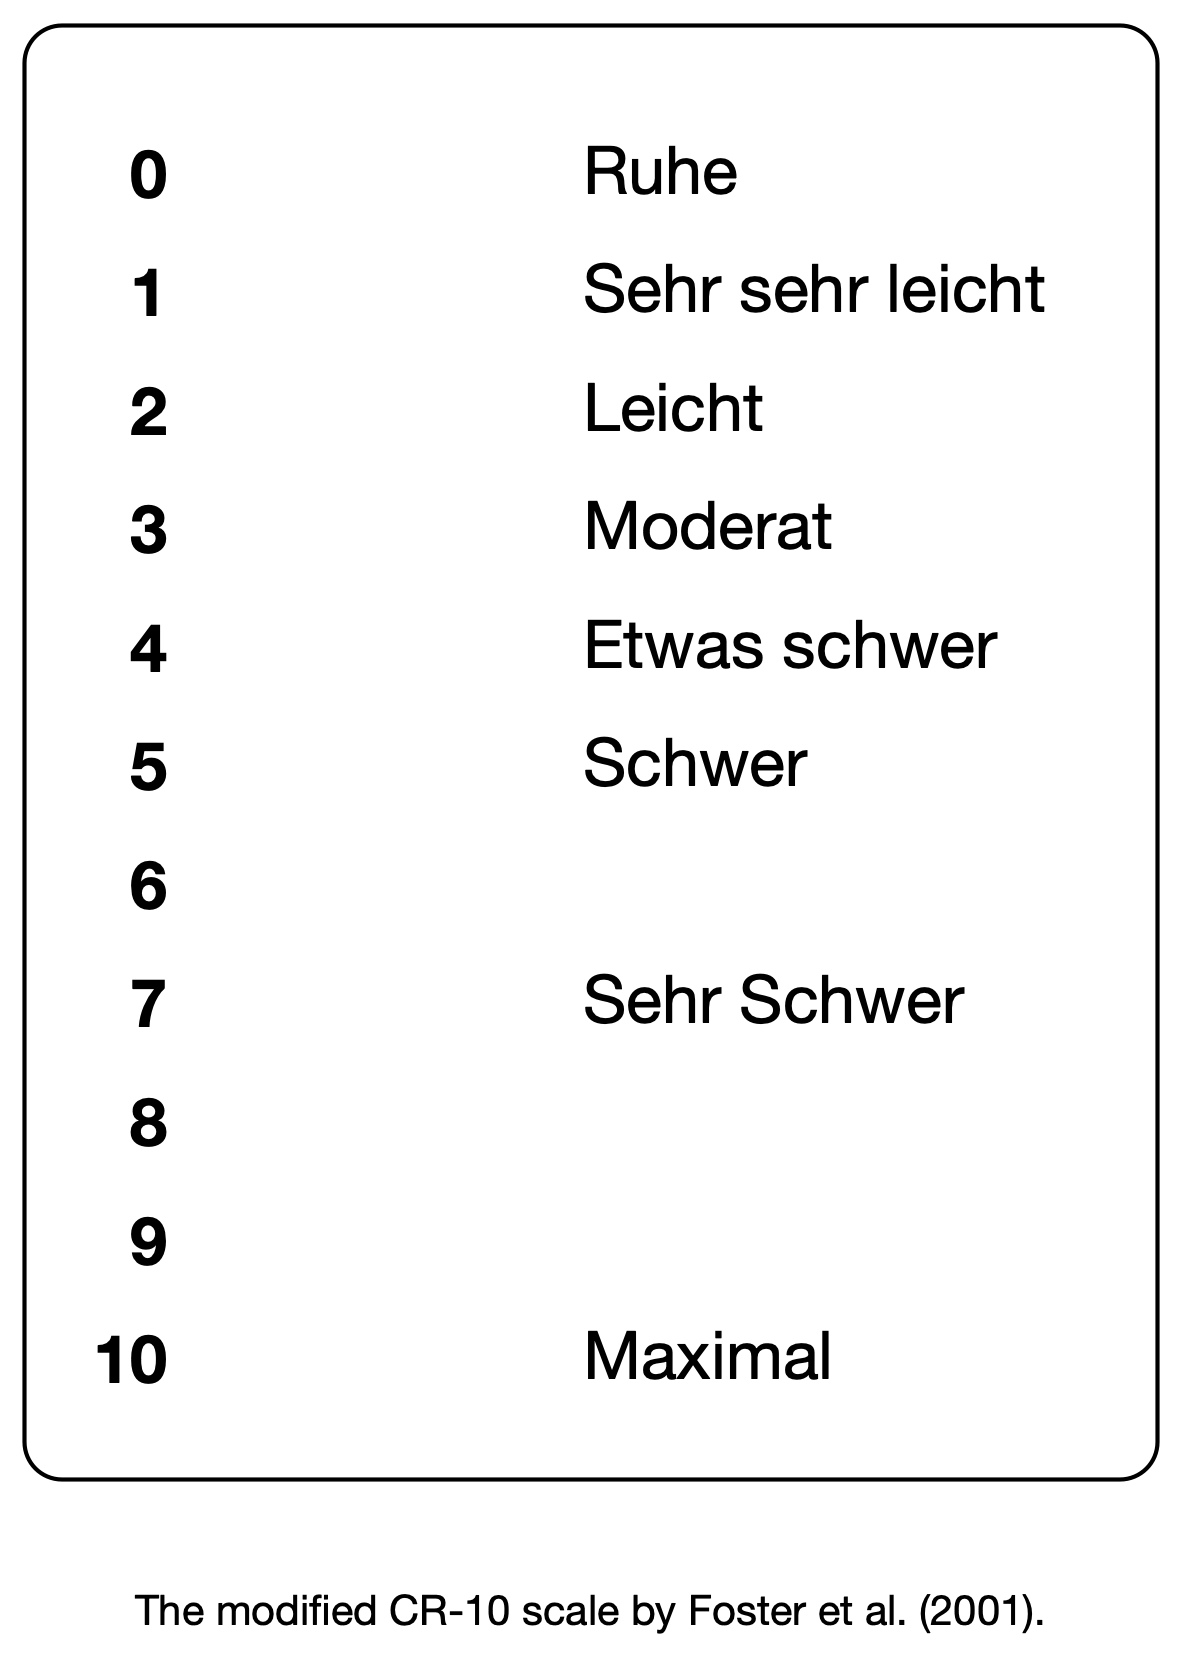 0 Ruhe
1 Sehr sehr leicht
2 Leicht
3 Moderat
4 Etwas schwer
5 Schwer
6
7 Sehr Schwer
8
9
10 Maximal
The modified CR-10 scale by Foster et al. (2001).